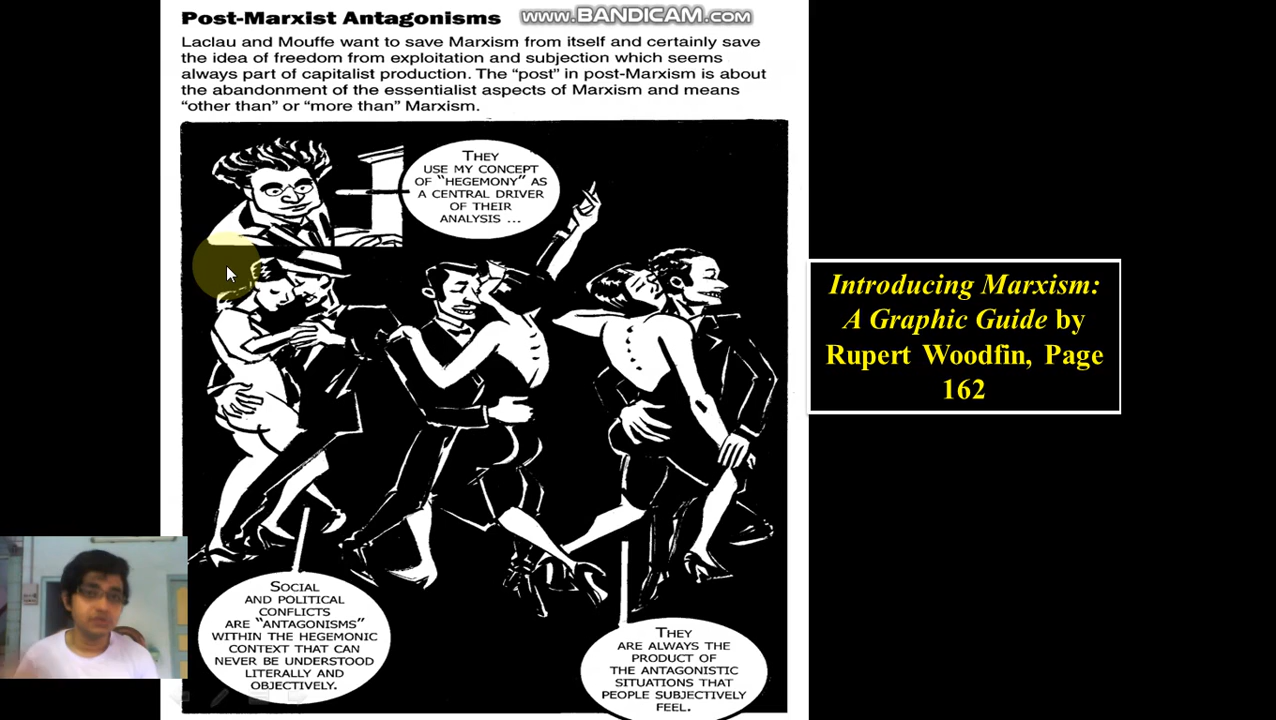 Post-Marxist Antagonisms
www.BANDICAM.com
Laclau and Mouffe want to save Marxism from itself and certainly save
the idea of freedom from exploitation and subjection which seems
always part of capitalist production. The “post” in post-Marxism is about
the abandonment of the essentialist aspects of Marxism and means
“other than” or “more than” Marxism.
THEY
USE MY CONCEPT
OF “HEGEMONY” AS
A CENTRAL DRIVER
OF THEIR
ANALYSIS ...
Introducing Marxism:
A Graphic Guide by
Rupert Woodfin, Page
162
SOCIAL
AND POLITICAL
CONFLICTS
ARE “ANTAGONISMS”
WITHIN THE HEGEMONIC
CONTEXT THAT CAN
NEVER BE UNDERSTOOD
LITERALLY AND
OBJECTIVELY.
THEY
ARE ALWAYS THE
PRODUCT OF
THE ANTAGONISTIC
SITUATIONS THAT
PEOPLE SUBJECTIVELY
FEEL.